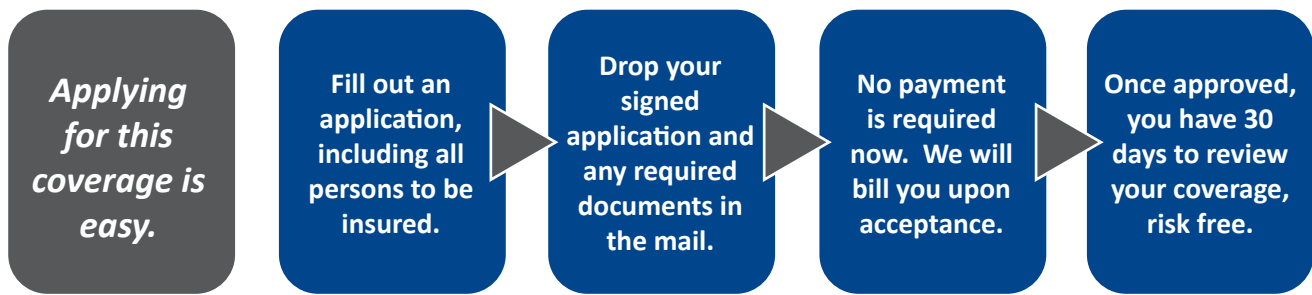 Applying
for this
coverage is
easy.
Fill out an
application,
including all
persons to be
insured.
Drop your
signed
application and
any required
documents in
the mail.
No payment
is required
now.  We will
bill you upon
acceptance.
Once approved,
you have 30
days to review
your coverage,
risk free.